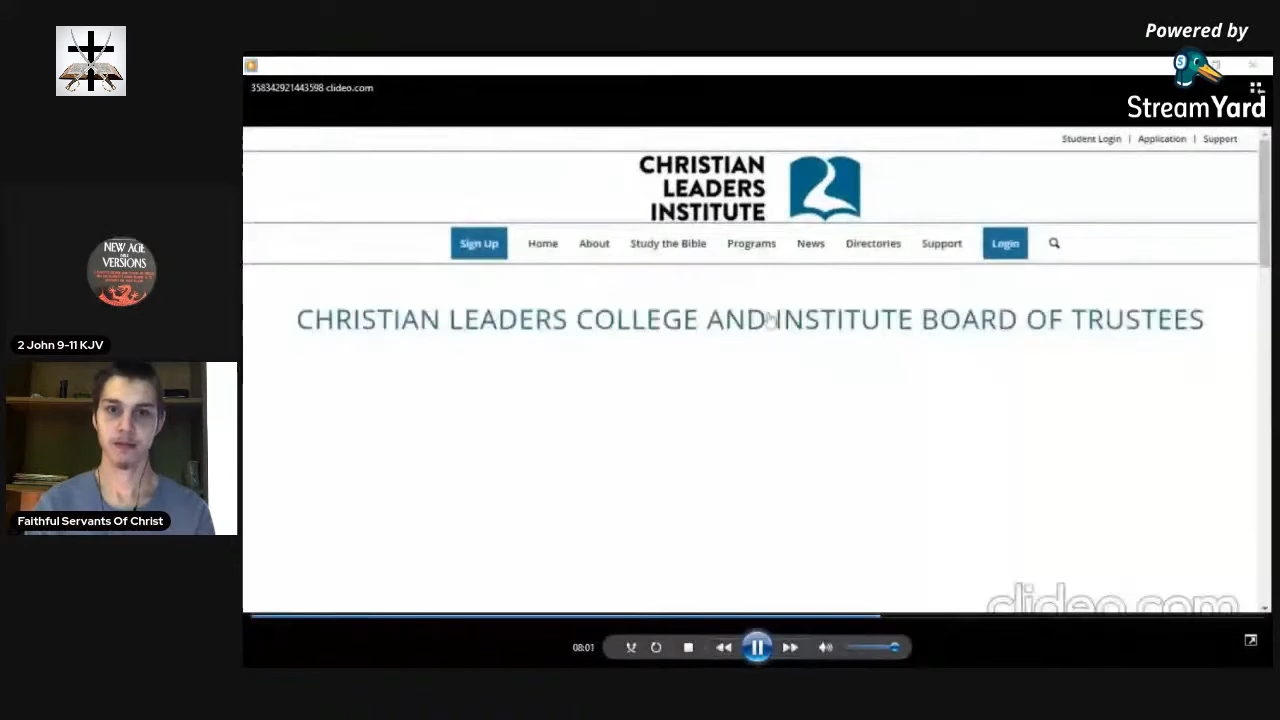 Powered by
StreamYard
358342921443598 clideo.com
Student Login | Application | Support
CHRISTIAN
LEADERS
INSTITUTE
Sign Up Home About Study the Bible Programs News Directories Support Login
CHRISTIAN LEADERS COLLEGE AND INSTITUTE BOARD OF TRUSTEES
NEW AGE
VERSIONS
2 John 9-11 KJV
Faithful Servants Of Christ
clideo.com
08:01